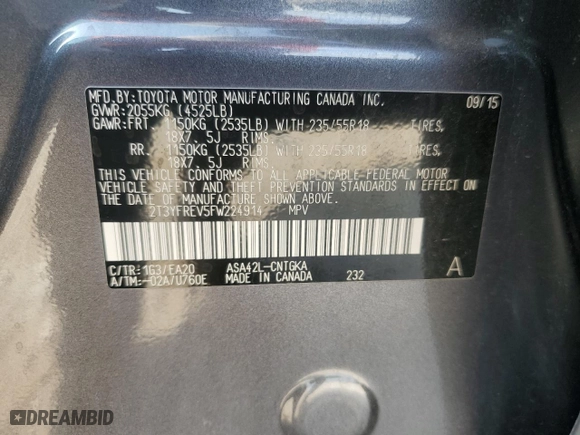 MFD.BY:TOYOTA MOTOR MANUFACTURING CANADA INC. 09/15
GVWR:2055KG (4525LB)
GAWR:FRT 1150KG (2535LB) WITH 235/55R18 TIRES,
18X7.5J RIMS
RR. 1150KG (2535LB) WITH 235/55R18 TIRES,
18X7.5J RIMS
THIS VEHICLE CONFORMS TO ALL APPLICABLE FEDERAL MOTOR
VEHICLE SAFETY AND THEFT PREVENTION STANDARDS IN EFFECT ON
THE DATE OF MANUFACTURE SHOWN ABOVE.
2T3YFREV5FW224914 MPV
C/TR:1G3/EA20 ASA42L-CNTGKA
A/TM:-02A/U760E MADE IN CANADA 232 A
DREAMBID